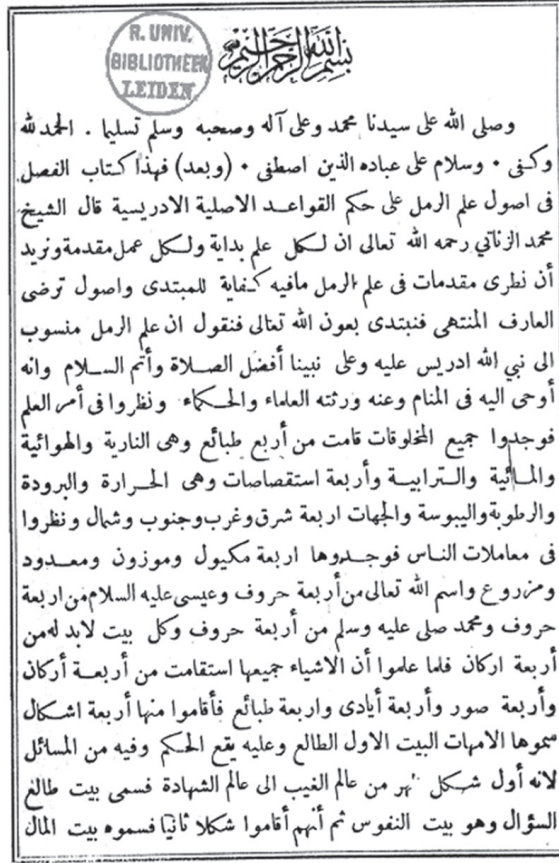 R. UNIV.
BIBLIOTHEEK
LEIDEN.
بسم الله الرحمن الرحيم
وصلى الله على سيدنا محمد وعلى آله وصحبه وسلم تسليما . الحمد لله
وكفى * وسلام على عباده الذين اصطفى * (وبعد) فهذا كتاب الفصل
فى اصول علم الرمل على حكم القواعد الاصلية الادريسية قال الشيخ
محمد الزناتي رحمه الله تعالى ان لكل علم بداية ولكل عمل مقدمة ونريد
أن نطرى مقدمات فى علم الرمل مافيه كفاية للمبتدى واصول ترضى
العارف المنتهى فنبتدى بعون الله تعالى فنقول ان علم الرمل منسوب
الى نبي الله ادريس عليه وعلى نبينا أفضل الصلاة وأتم السلام وانه
أوحى اليه فى المنام وعنه ورثته العلماء والحكماء ونظروا فى أمر العلم
فوجدوا جميع المخلوقات قامت من أربع طبائع وهى النارية والهوائية
والمائية والترابية وأربعة استقصاصات وهى الحرارة والبرودة
والرطوبة واليبوسة والجهات اربعة شرق وغرب وجنوب وشمال ونظروا
فى معاملات الناس فوجدوها اربعة مكيول وموزون ومعدود
ومزروع واسم الله تعالى من أربعة حروف وعيسى عليه السلام من اربعة
حروف ومحمد صلى عليه وسلم من أربعة حروف وكل بيت لابد له من
أربعة اركان فلما علموا أن الاشياء جميعها استقامت من أربعة أركان
وأربعة صور وأربعة أيادى واربعة طبائع فأقاموا منها أربعة اشكال
سموها الامهات البيت الاول الطالع وعليه يقع الحكم وفيه من المسائل
لانه أول شكل من عالم الغيب الى عالم الشهادة فسمى بيت طالع
السؤال وهو بيت النفوس ثم أنهم أقاموا شكلا ثانيا فسموه بيت المال